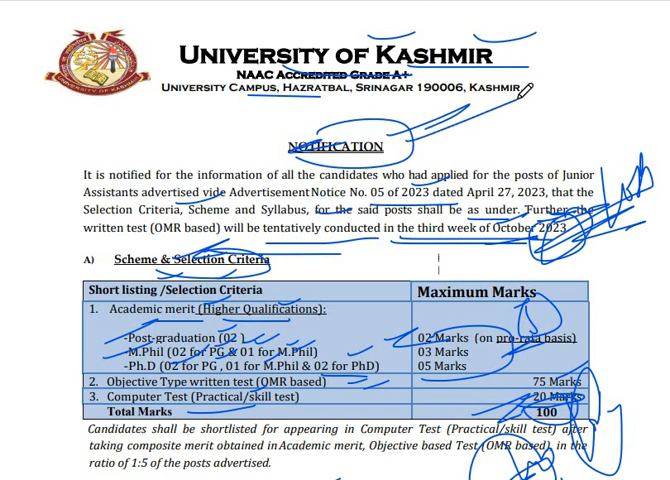 UNIVERSITY OF KASHMIR
NAAC ACCREDITED GRADE A+
UNIVERSITY CAMPUS, HAZRATBAL, SRINAGAR 190006, KASHMIR
NOTIFICATION
It is notified for the information of all the candidates who had applied for the posts of Junior
Assistants advertised vide Advertisement Notice No. 05 of 2023 dated April 27, 2023, that the
Selection Criteria, Scheme and Syllabus, for the said posts shall be as under. Further, the
written test (OMR based) will be tentatively conducted in the third week of October 2023.
A) Scheme & Selection Criteria
Short listing /Selection Criteria Maximum Marks
1. Academic merit (Higher Qualifications):
-Post-graduation (02 ) 02 Marks (on pro-rata basis)
-M.Phil (02 for PG & 01 for M.Phil) 03 Marks
-Ph.D (02 for PG , 01 for M.Phil & 02 for PhD) 05 Marks
2. Objective Type written test (OMR based) 75 Marks
3. Computer Test (Practical/skill test) 20 Marks
Total Marks 100
Candidates shall be shortlisted for appearing in Computer Test (Practical/skill test) after
taking composite merit obtained in Academic merit, Objective based Test (OMR based), in the
ratio of 1:5 of the posts advertised.